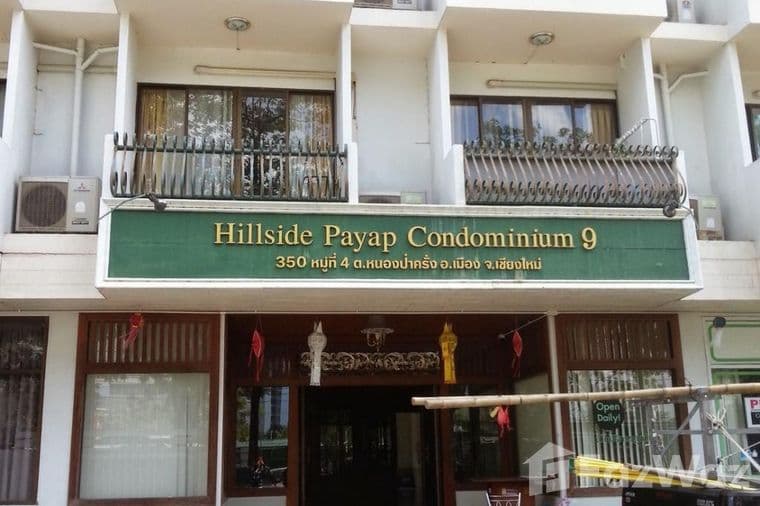 Hillside Payap Condominium 9
350 หมู่ที่ 4 ต.หนองป่าครั่ง อ.เมือง จ.เชียงใหม่
Open
Daily!
FazWaz